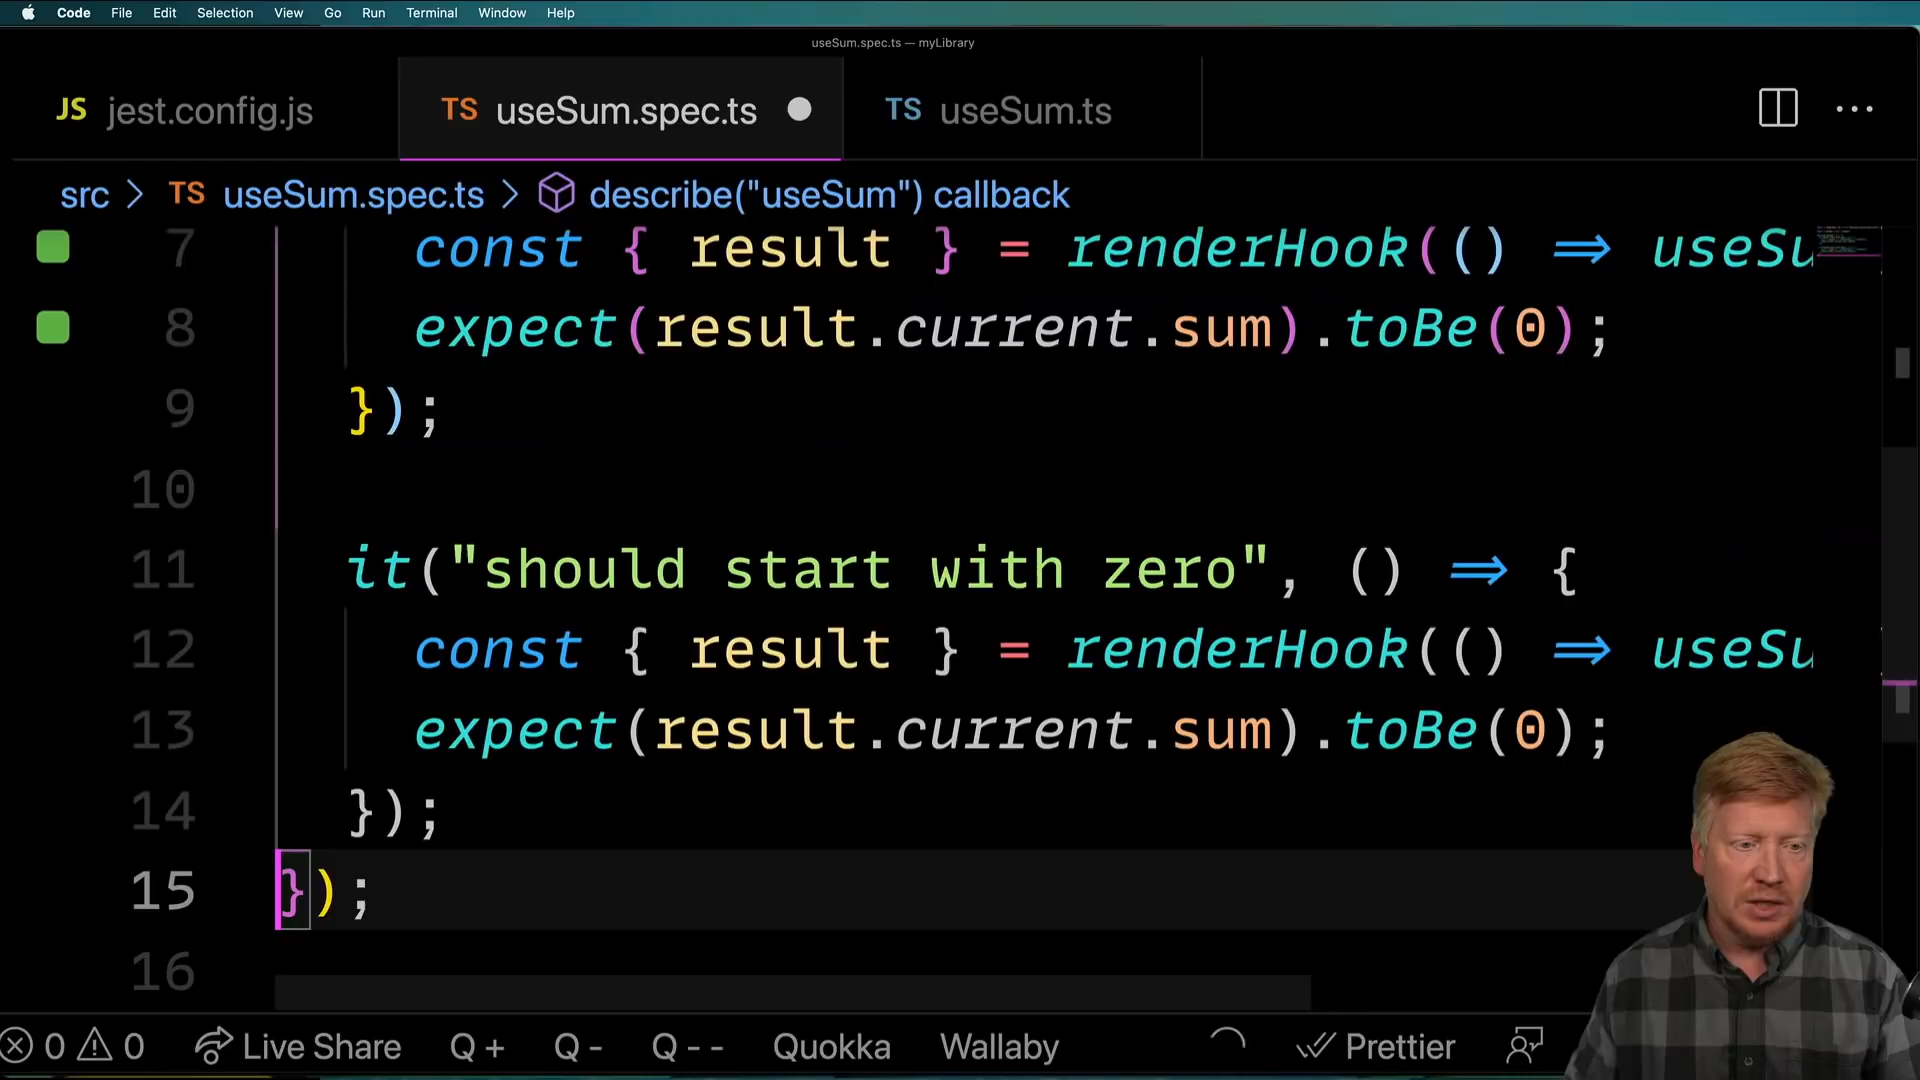 Code File Edit Selection View Go Run Terminal Window Help
useSum.spec.ts — myLibrary
JS jest.config.js TS useSum.spec.ts TS useSum.ts
src > TS useSum.spec.ts > describe("useSum") callback
7 const { result } = renderHook(() => useSu
8 expect(result.current.sum).toBe(0);
9 });
10
11 it("should start with zero", () => {
12 const { result } = renderHook(() => useSu
13 expect(result.current.sum).toBe(0);
14 });
15 });
16
0 0 Live Share Q + Q - Q - - Quokka Wallaby Prettier